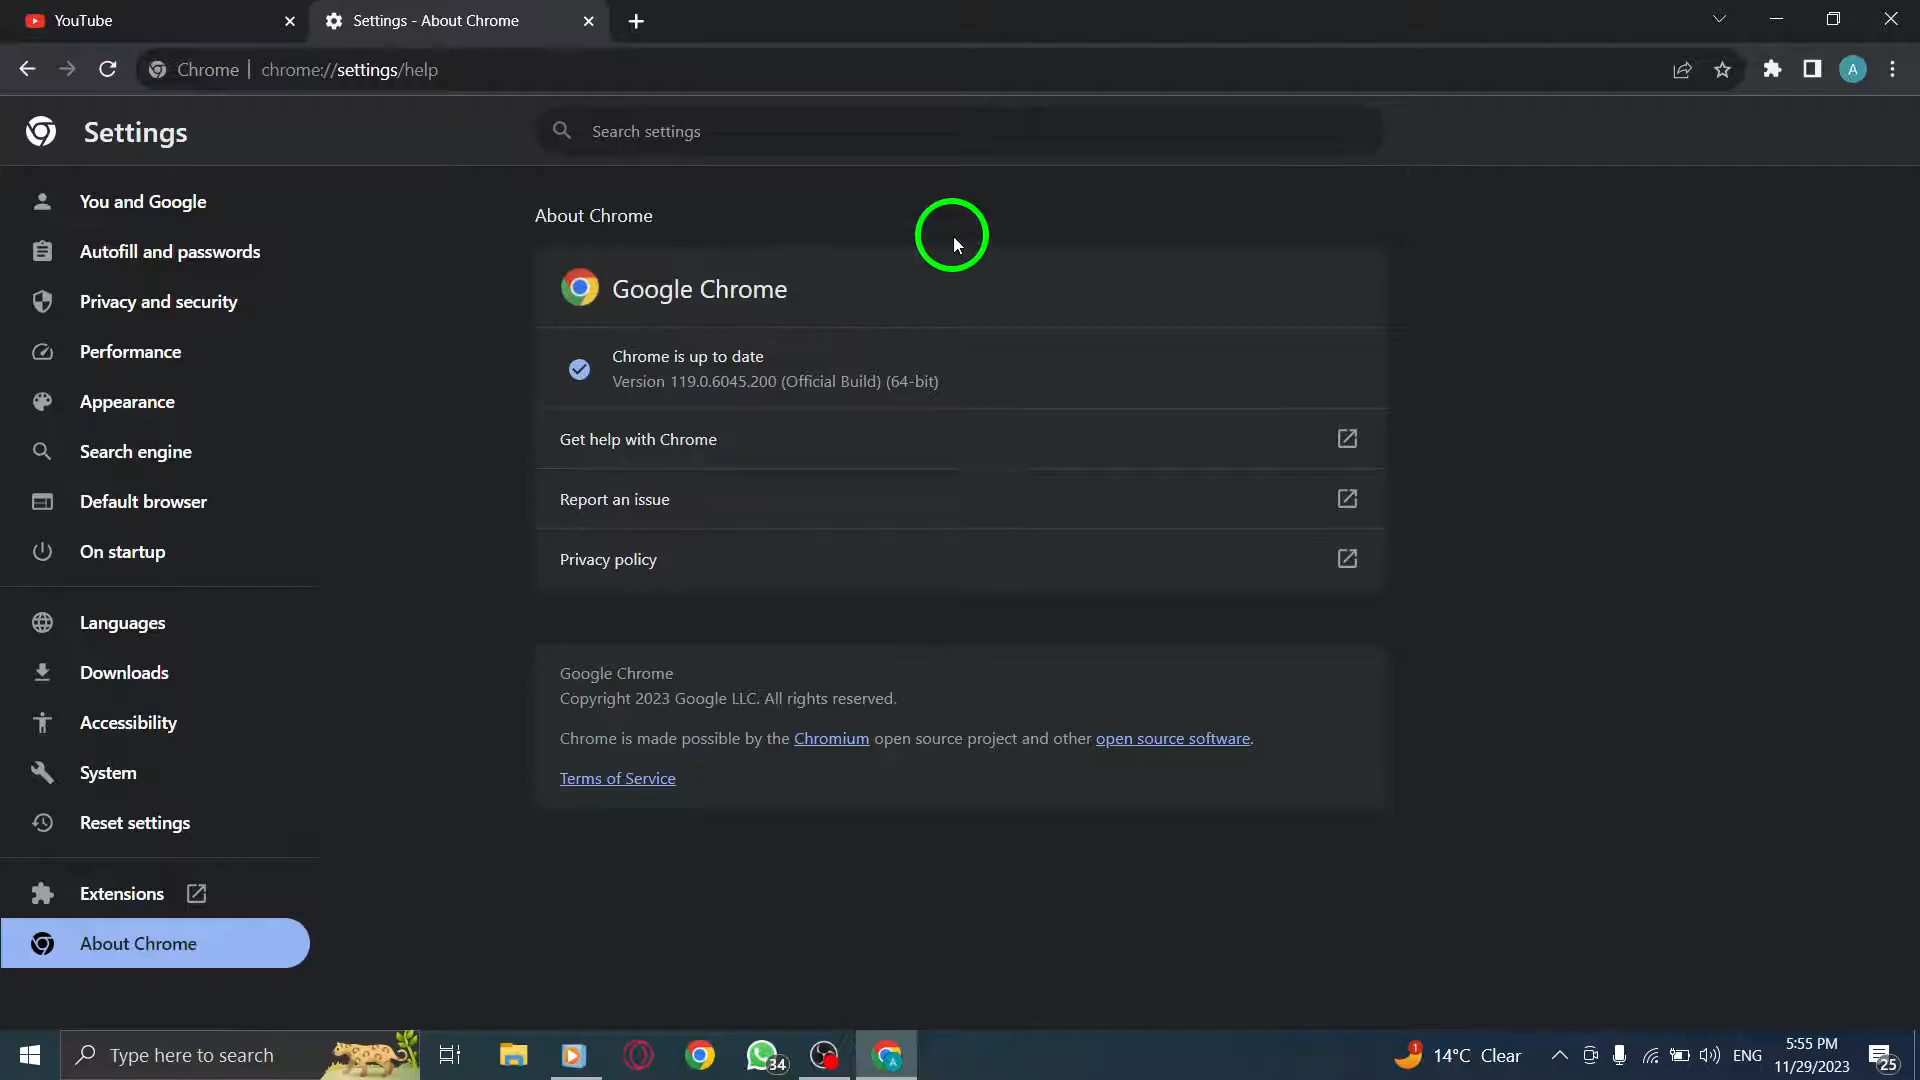 YouTube
Settings - About Chrome
Chrome | chrome://settings/help
A
Settings
Search settings
You and Google
Autofill and passwords
Privacy and security
Performance
Appearance
Search engine
Default browser
On startup
Languages
Downloads
Accessibility
System
Reset settings
Extensions
About Chrome
About Chrome
Google Chrome
Chrome is up to date
Version 119.0.6045.200 (Official Build) (64-bit)
Get help with Chrome
Report an issue
Privacy policy
Google Chrome
Copyright 2023 Google LLC. All rights reserved.
Chrome is made possible by the Chromium open source project and other open source software.
Terms of Service
Type here to search
34
A
1
14°C Clear
ENG
5:55 PM
11/29/2023
25